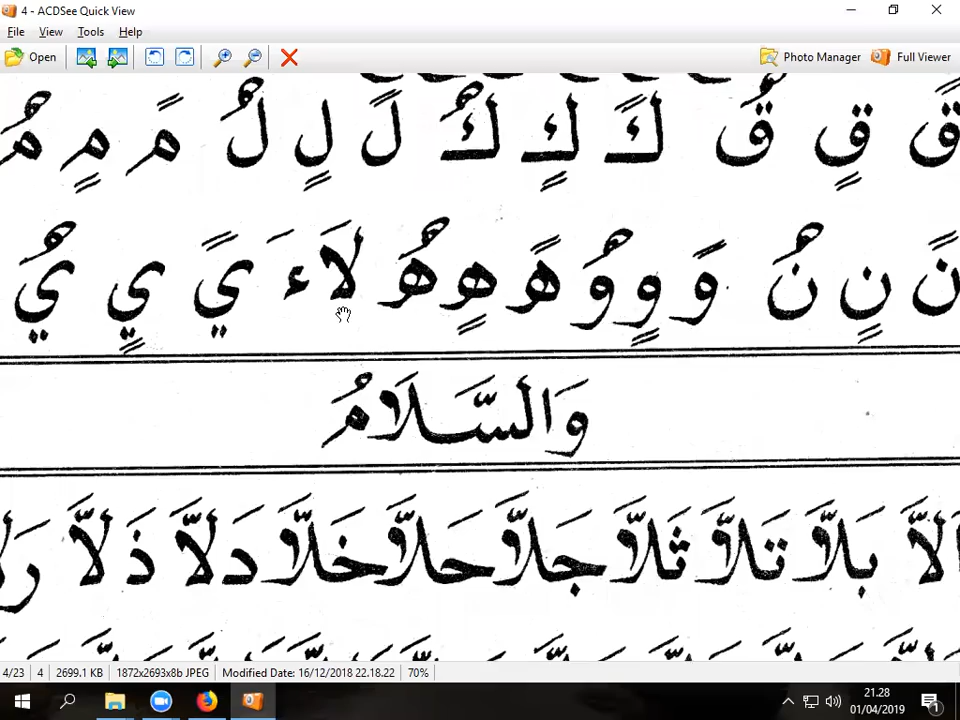 4 - ACDSee Quick View
File View Tools Help
Open Photo Manager Full Viewer
قً قٍ قٌ كً كٍ كٌ لً لٍ لٌ مً مٍ مٌ
نً نٍ نٌ وً وٍ وٌ هً هٍ هٌ لَا ءَ يً يٍ يٌ
وَالسَّلَامُ
اَلَّا بَلَّا تَلَّا ثَلَّا جَلَّا حَلَّا خَلَّا دَلَّا ذَلَّا
4/23 4 2699.1 KB 1872x2693x8b JPEG Modified Date: 16/12/2018 22.18.22 70%
21.28
01/04/2019
1